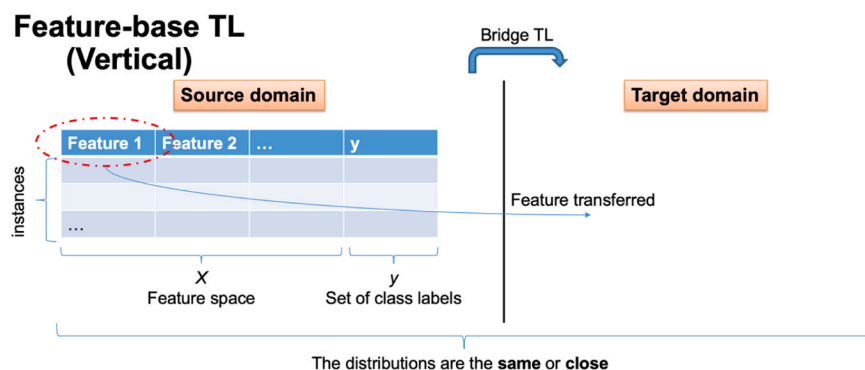 Feature-base TL
(Vertical)
Bridge TL
Source domain
Target domain
Feature 1 Feature 2 ... y
instances
...
Feature transferred
X
Feature space
y
Set of class labels
The distributions are the same or close